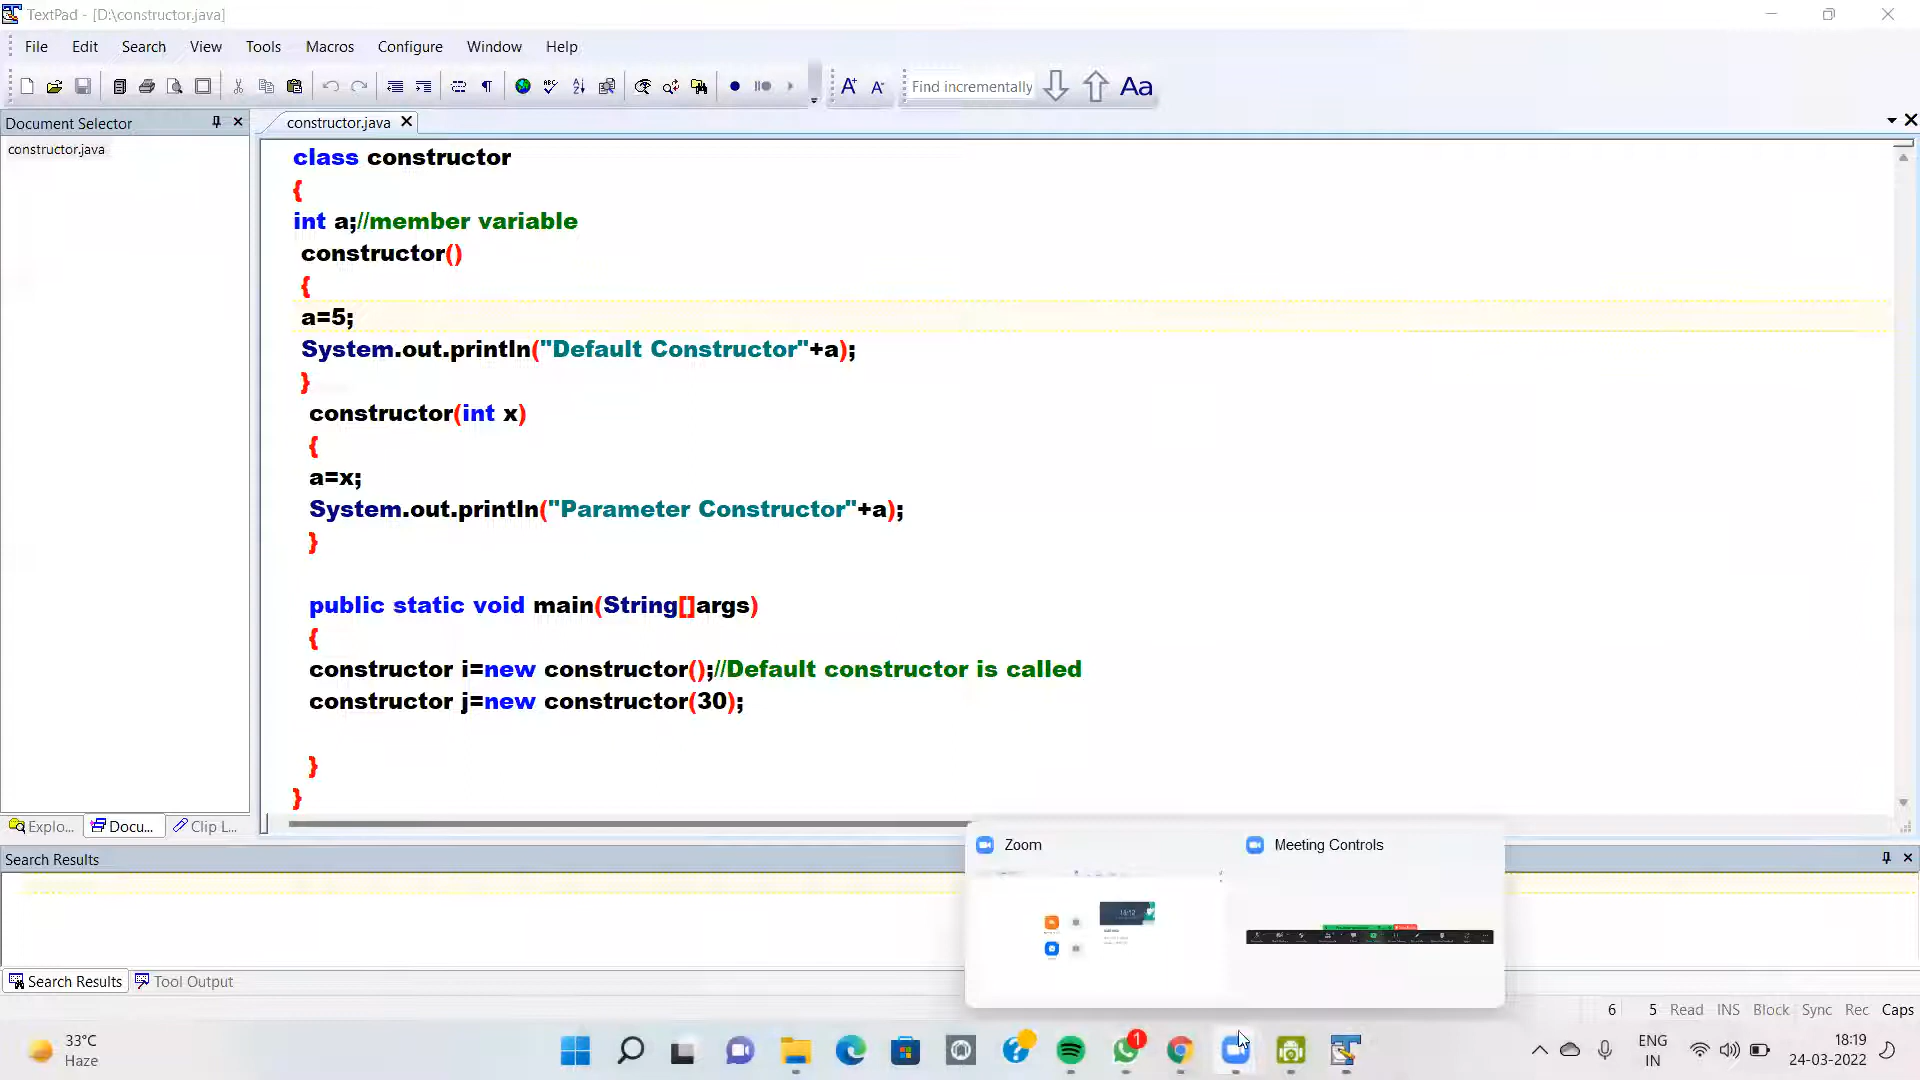 TextPad - [D:\constructor.java]
File Edit Search View Tools Macros Configure Window Help
Find incrementally
Document Selector
constructor.java
constructor.java
class constructor
{
int a;//member variable
constructor()
{
a=5;
System.out.println("Default Constructor"+a);
}
constructor(int x)
{
a=x;
System.out.println("Parameter Constructor"+a);
}
public static void main(String[]args)
{
constructor i=new constructor();//Default constructor is called
constructor j=new constructor(30);
}
}
Explo... Docu... Clip L...
Search Results
Zoom
Meeting Controls
Search Results Tool Output
6 5 Read INS Block Sync Rec Caps
33°C
Haze
1
ENG
IN
18:19
24-03-2022